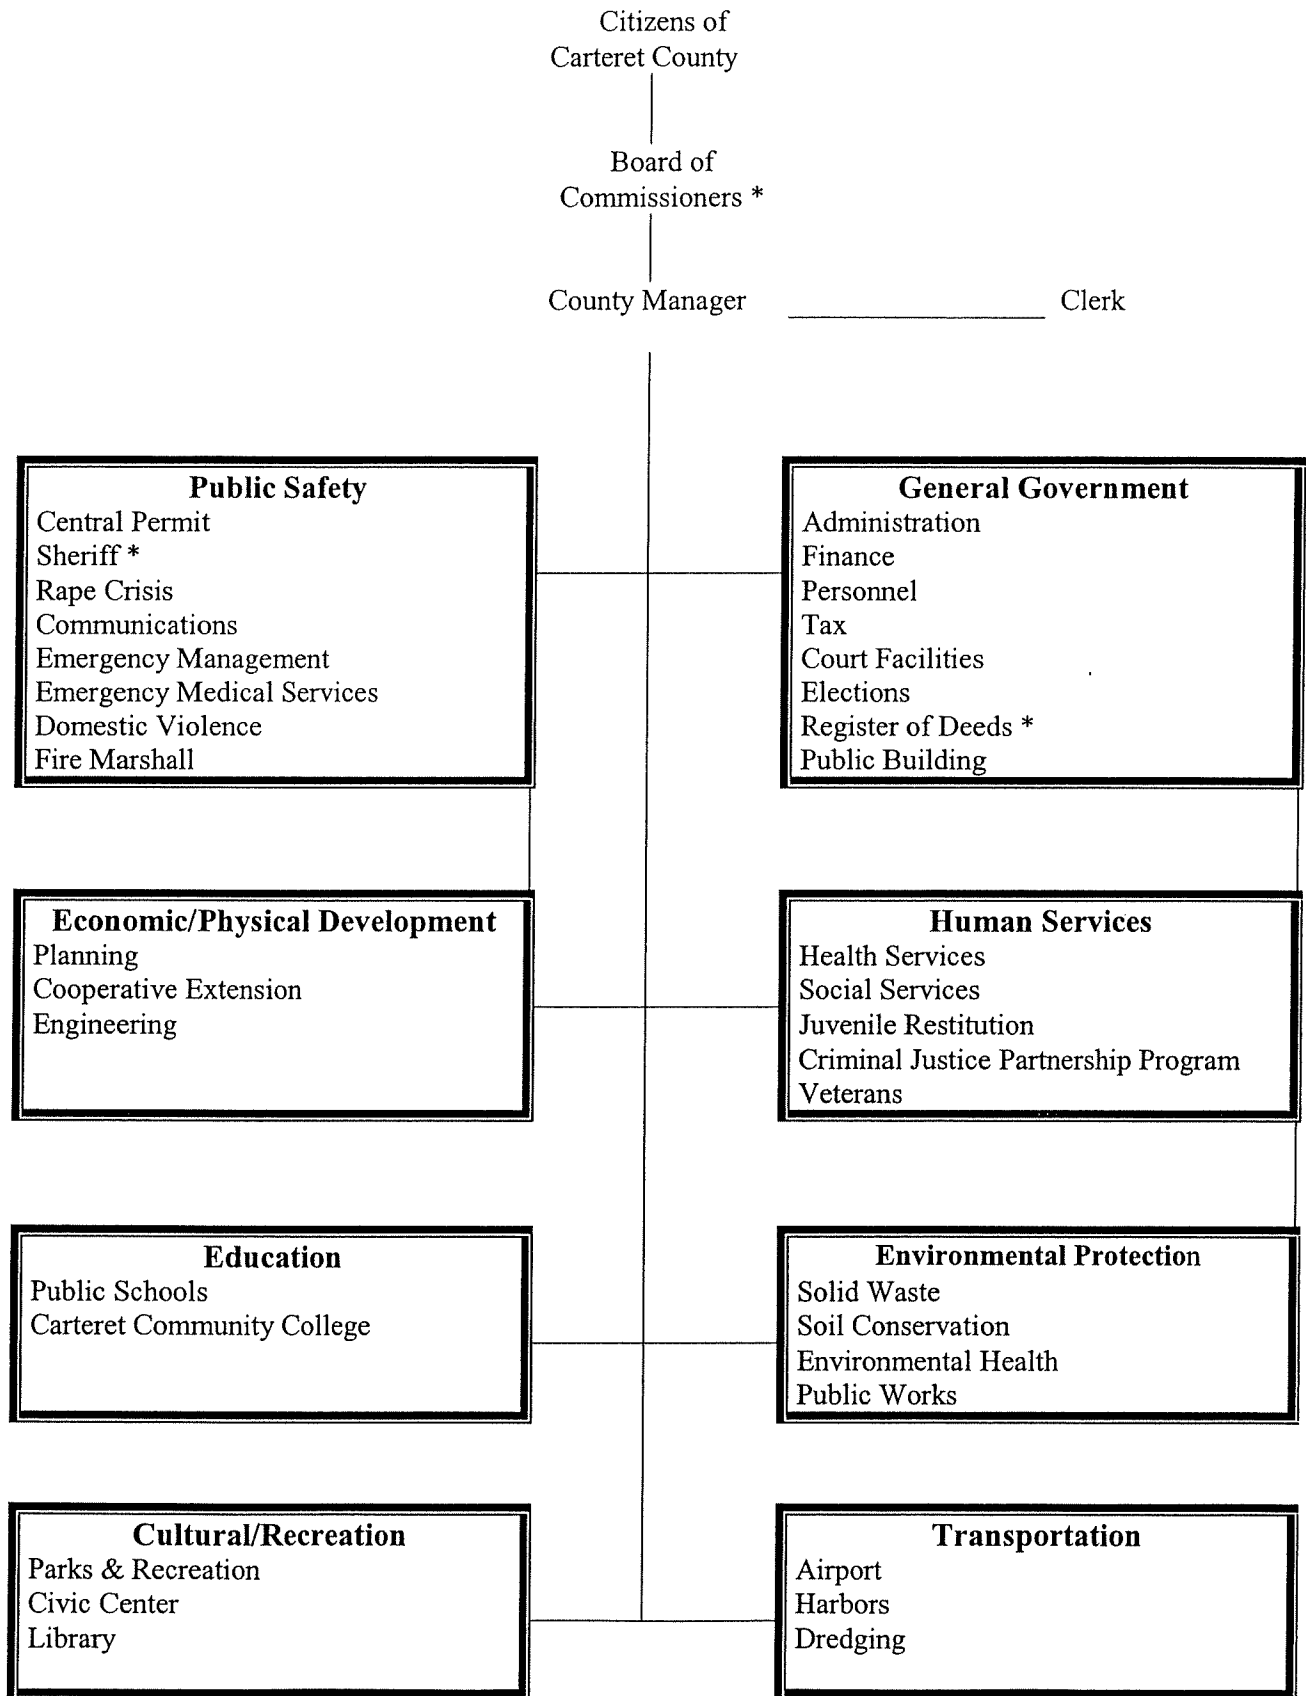 Citizens of
Carteret County
Board of
Commissioners *
County Manager
Clerk
Public Safety
Central Permit
Sheriff *
Rape Crisis
Communications
Emergency Management
Emergency Medical Services
Domestic Violence
Fire Marshall
General Government
Administration
Finance
Personnel
Tax
Court Facilities
Elections
Register of Deeds *
Public Building
Economic/Physical Development
Planning
Cooperative Extension
Engineering
Human Services
Health Services
Social Services
Juvenile Restitution
Criminal Justice Partnership Program
Veterans
Education
Public Schools
Carteret Community College
Environmental Protection
Solid Waste
Soil Conservation
Environmental Health
Public Works
Cultural/Recreation
Parks & Recreation
Civic Center
Library
Transportation
Airport
Harbors
Dredging